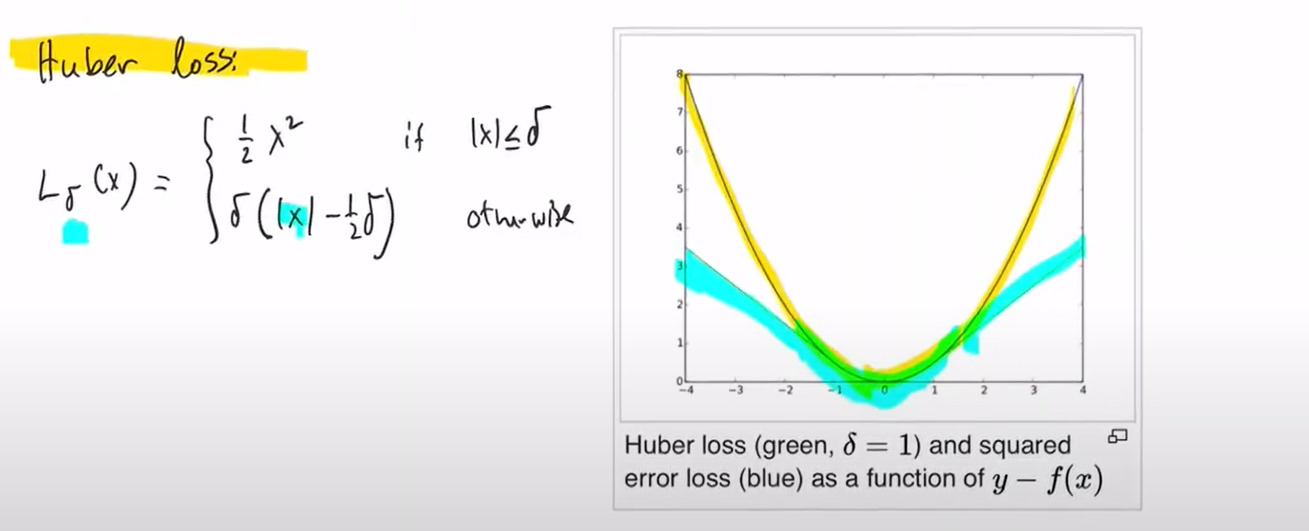 Huber loss:
L_δ(x) = { ½ x² if |x| ≤ δ
δ(|x| - ½δ) otherwise
8
7
6
5
4
3
2
1
0
-4 -3 -2 -1 0 1 2 3 4
Huber loss (green, δ = 1) and squared
error loss (blue) as a function of y − f(x)